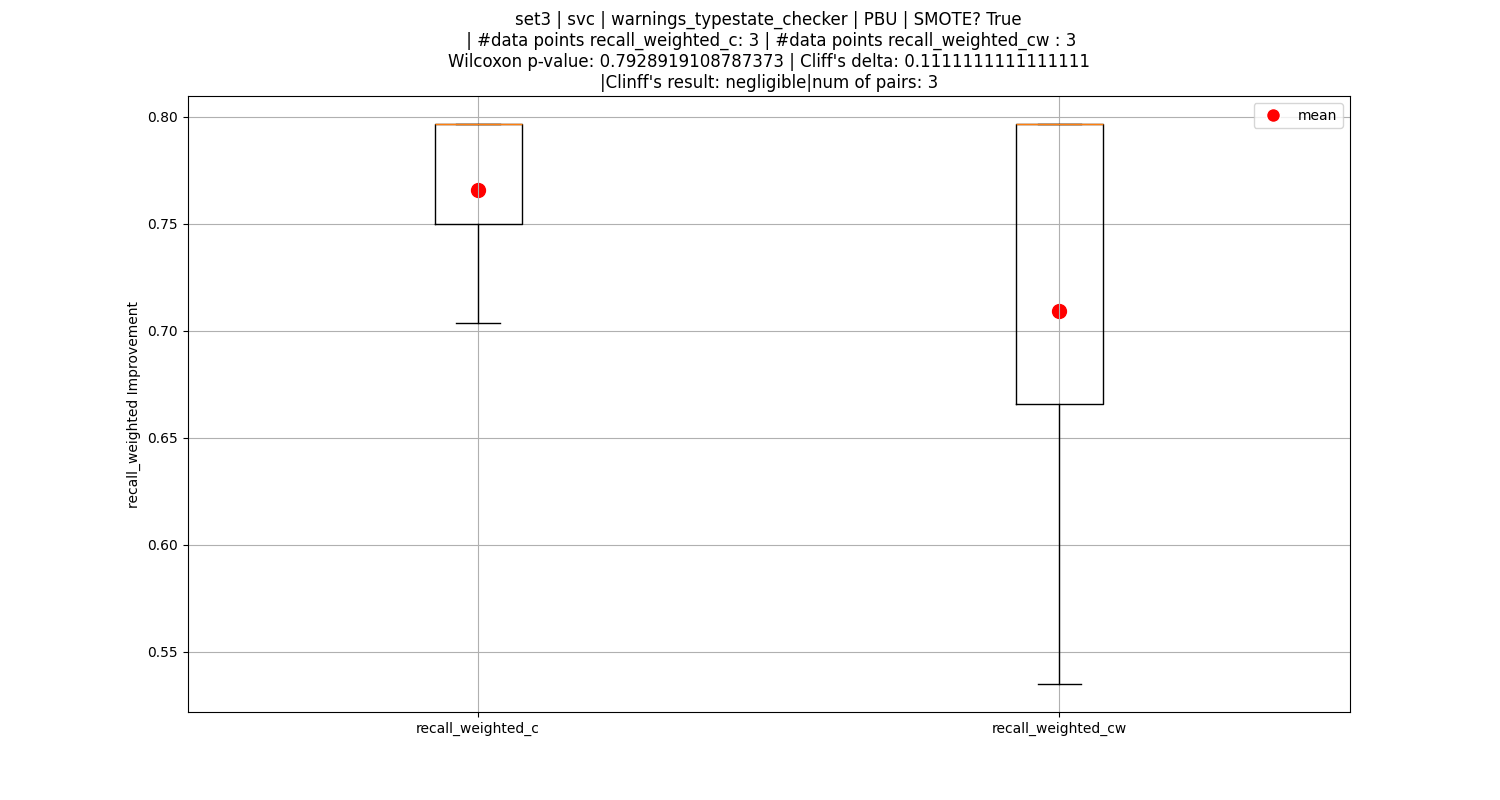 set3 | svc | warnings_typestate_checker | PBU | SMOTE? True
| #data points recall_weighted_c: 3 | #data points recall_weighted_cw : 3
Wilcoxon p-value: 0.7928919108787373 | Cliff's delta: 0.1111111111111111
|Clinff's result: negligible|num of pairs: 3
mean
0.80
0.75
0.70
0.65
0.60
0.55
recall_weighted Improvement
recall_weighted_c
recall_weighted_cw